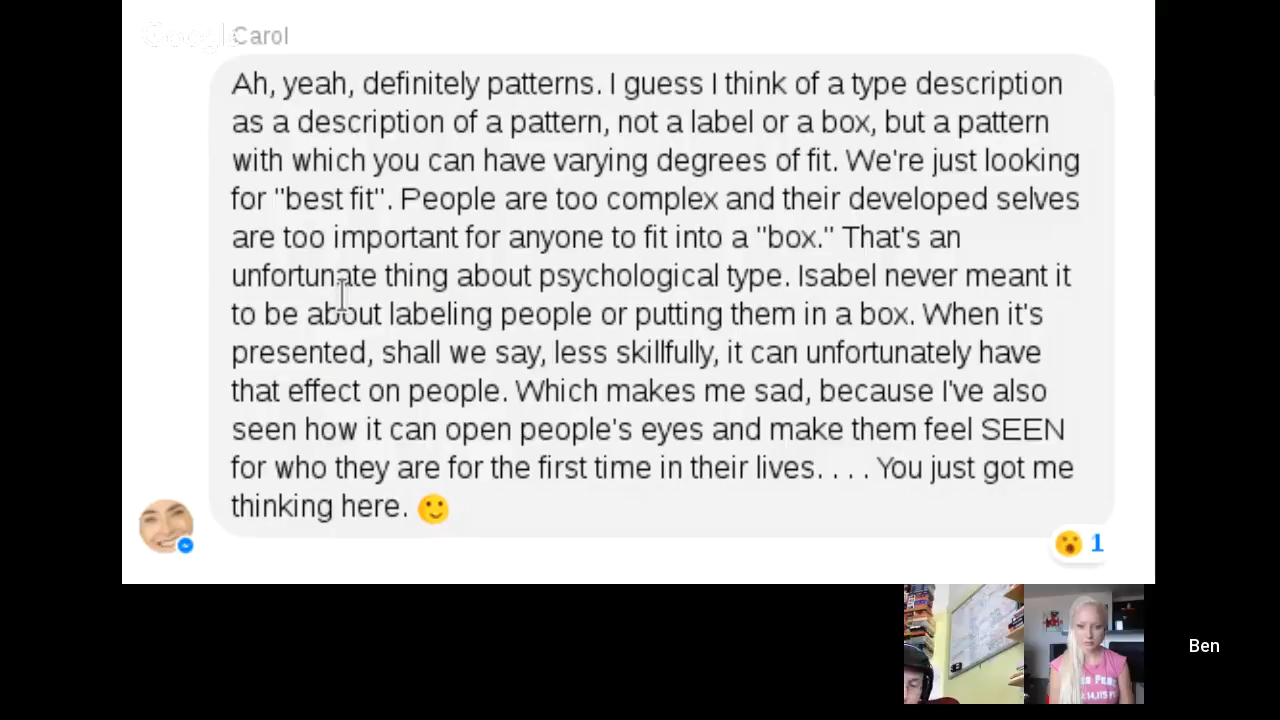 Google
Carol
Ah, yeah, definitely patterns. I guess I think of a type description
as a description of a pattern, not a label or a box, but a pattern
with which you can have varying degrees of fit. We're just looking
for "best fit". People are too complex and their developed selves
are too important for anyone to fit into a "box." That's an
unfortunate thing about psychological type. Isabel never meant it
to be about labeling people or putting them in a box. When it's
presented, shall we say, less skillfully, it can unfortunately have
that effect on people. Which makes me sad, because I've also
seen how it can open people's eyes and make them feel SEEN
for who they are for the first time in their lives. . . . You just got me
thinking here. 🙂
1
Ben